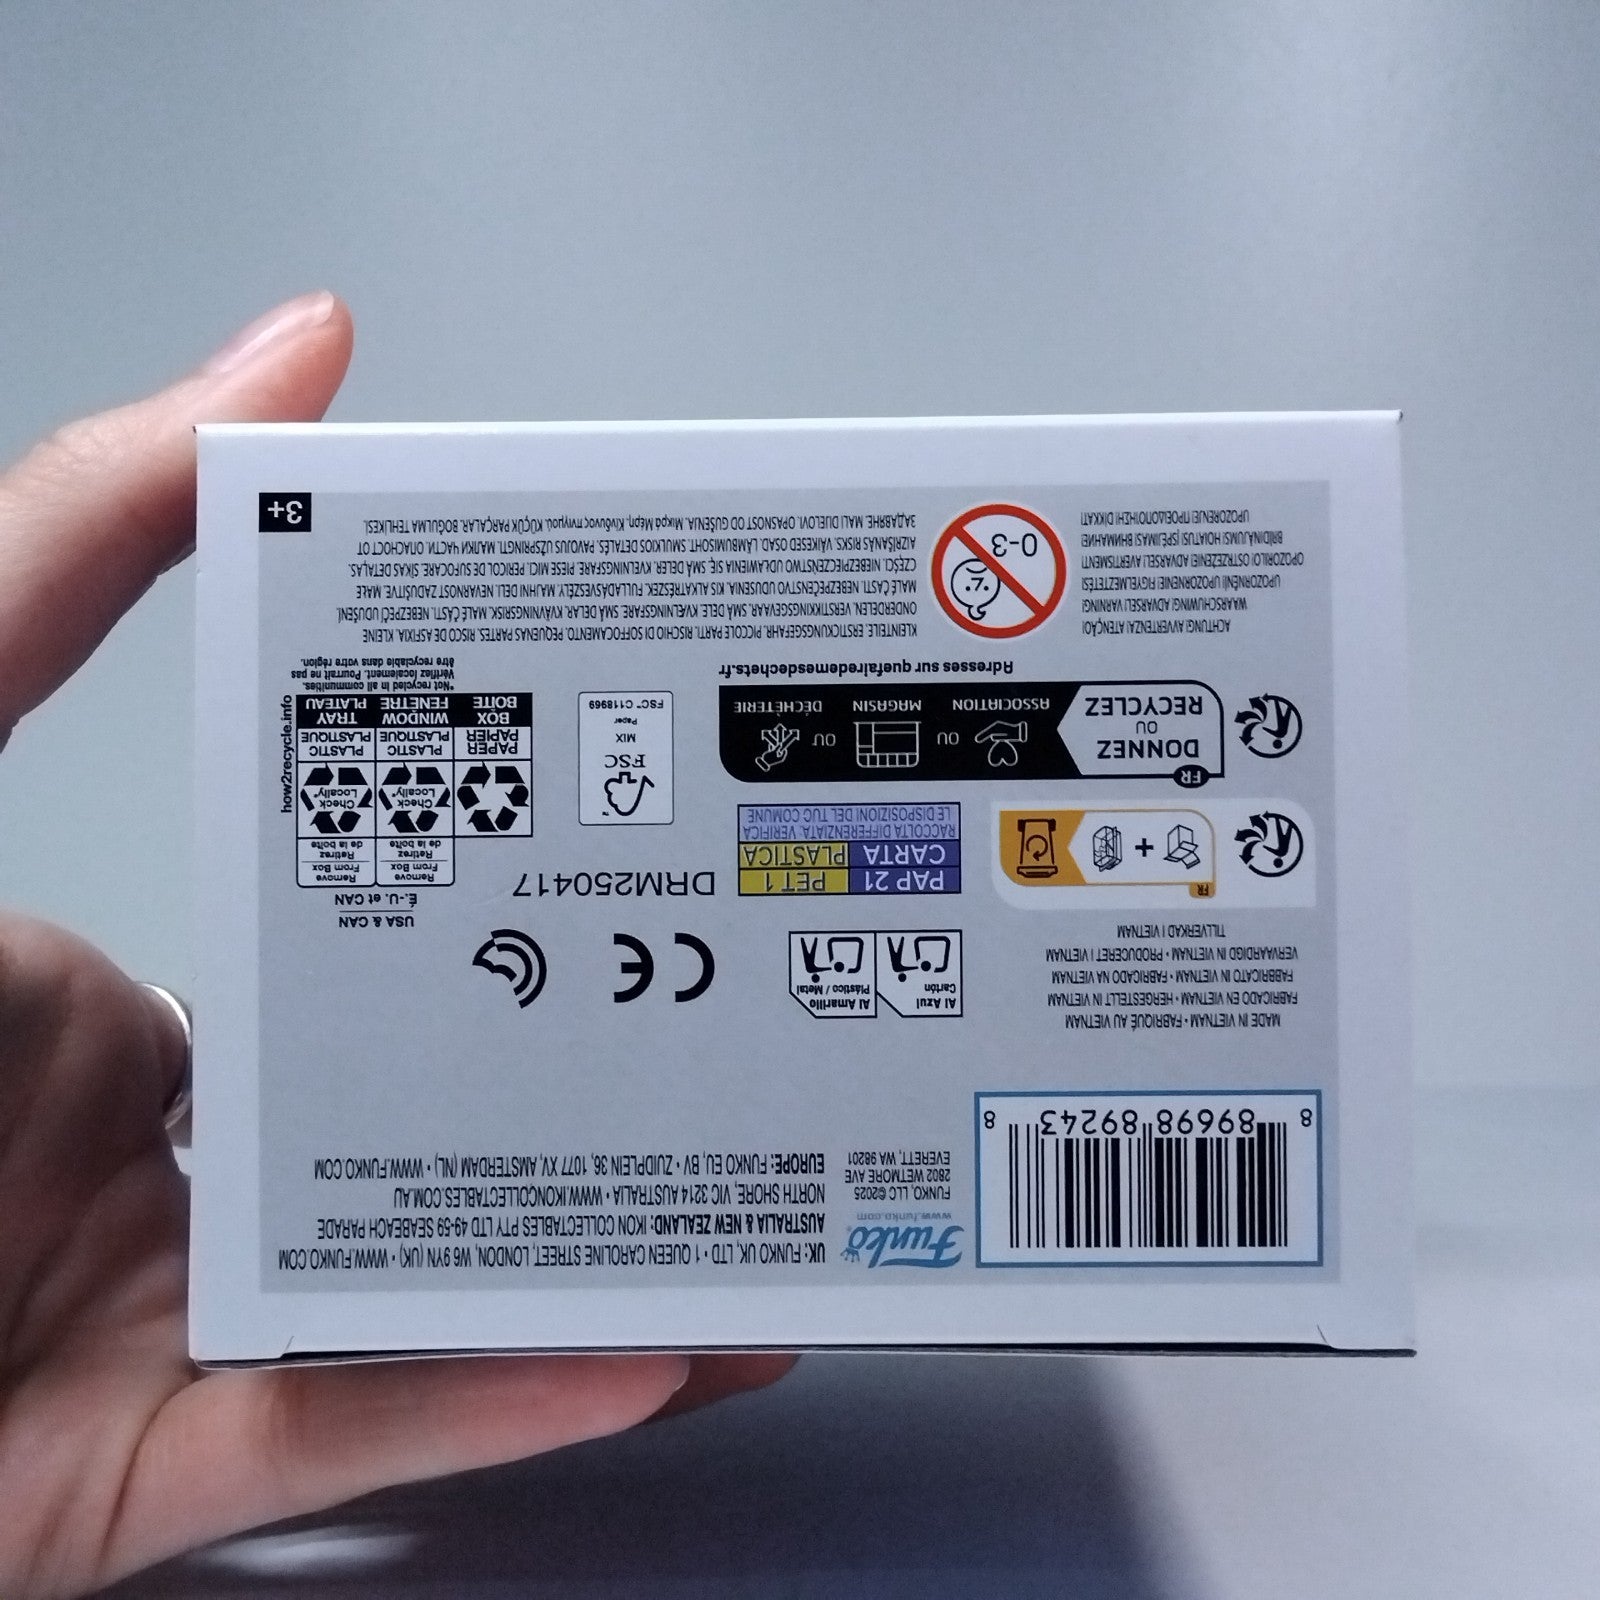 8 89698 89243 8
Funko
www.funko.com
FUNKO, LLC ©2025
2802 WETMORE AVE
EVERETT, WA 98201
UK: FUNKO UK, LTD • 1 QUEEN CAROLINE STREET, LONDON, W6 9YN (UK) • WWW.FUNKO.COM
AUSTRALIA & NEW ZEALAND: IKON COLLECTABLES PTY LTD 49-59 SEABEACH PARADE
NORTH SHORE, VIC 3214 AUSTRALIA • WWW.IKONCOLLECTABLES.COM.AU
EUROPE: FUNKO EU, BV • ZUIDPLEIN 36, 1077 XV, AMSTERDAM (NL) • WWW.FUNKO.COM
MADE IN VIETNAM • FABRIQUÉ AU VIETNAM
FABRICADO EN VIETNAM • HERGESTELLT IN VIETNAM
FABBRICATO IN VIETNAM • FABRICADO NA VIETNAM
VERVAARDIGD IN VIETNAM • PRODUCERET I VIETNAM
TILLVERKAD I VIETNAM
Al Azul
Cartón
Al Amarillo
Plástico / Metal
CE
USA & CAN
É.-U. et CAN
FR
PAP 21
PET 1
CARTA
PLASTICA
RACCOLTA DIFFERENZIATA: VERIFICA
LE DISPOSIZIONI DEL TUO COMUNE
DRM250417
Remove
From Box
Retirez
de la boîte
Remove
From Box
Retirez
de la boîte
Check
Locally*
Check
Locally*
PAPER
PAPIER
BOX
BOÎTE
PLASTIC
PLASTIQUE
WINDOW
FENÊTRE
PLASTIC
PLASTIQUE
TRAY
PLATEAU
how2recycle.info
*Not recycled in all communities.
Vérifiez localement. Pourrait ne pas
être recyclable dans votre région.
FR
DONNEZ
OU
RECYCLEZ
ASSOCIATION
OU
MAGASIN
OU
DÉCHÈTERIE
Adresses sur quefairedemesdechets.fr
FSC
MIX
Paper
FSC™ C118969
ACHTUNG! AVVERTENZA! ATENÇÃO!
WAARSCHUWING! ADVARSEL! VARNING!
UPOZORNĚNÍ! UPOZORNENIE! FIGYELMEZTETÉS!
OPOZORILO! OSTRZEŻENIE! ADVARSEL! AVERTISMENT!
BRĪDINĀJUMS! HOIATUS! ĮSPĖJIMAS! ВНИМАНИЕ!
UPOZORENJE! ΠΡΟΕΙΔΟΠΟΙΗΣΗ! DIKKAT!
0-3
KLEINTEILE. ERSTICKUNGSGEFAHR. PICCOLE PARTI. RISCHIO DI SOFFOCAMENTO. PEQUENAS PARTES. RISCO DE ASFIXIA. KLEINE
ONDERDELEN. VERSTIKKINGSGEVAAR. SMÅ DELE. KVÆLNINGSFARE. SMÅ DELAR. KVÄVNINGSRISK. MALÉ ČÁSTI. NEBEZPEČÍ UDUŠENÍ.
MALÉ ČASTI. NEBEZPEČENSTVO UDUSENIA. KIS ALKATRÉSZEK. FULLADÁSVESZÉLY. MAJHNI DELI. NEVARNOST ZADUŠITVE. MAŁE
CZĘŚCI. NIEBEZPIECZEŃSTWO UDŁAWIENIA SIĘ. SMÅ DELER. KVELNINGSFARE. PIESE MICI. PERICOL DE SUFOCARE. SĪKAS DETAĻAS.
AIZRĪŠANĀS RISKS. VÄIKESED OSAD. LÄMBUMISOHT. SMULKIOS DETALĖS. PAVOJUS UŽSPRINGTI. МАЛКИ ЧАСТИ. ОПАСНОСТ ОТ
ЗАДАВЯНЕ. MALI DIJELOVI. OPASNOST OD GUŠENJA. Μικρά Μέρη. Κίνδυνος πνιγμού. KÜÇÜK PARÇALAR. BOĞULMA TEHLİKESİ.
3+